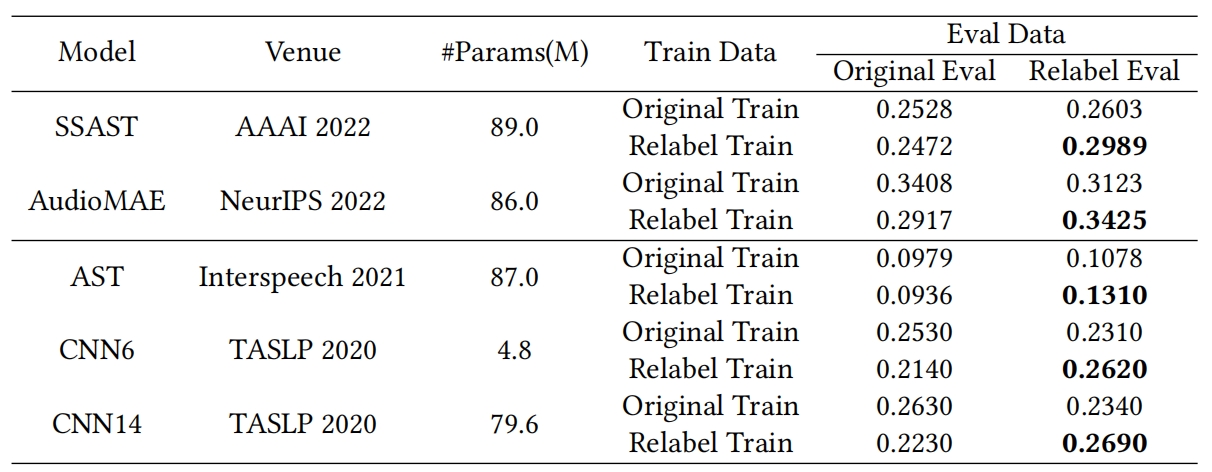 Model Venue #Params(M) Train Data Eval Data
Original Eval Relabel Eval
SSAST AAAI 2022 89.0 Original Train 0.2528 0.2603
Relabel Train 0.2472 0.2989
AudioMAE NeurIPS 2022 86.0 Original Train 0.3408 0.3123
Relabel Train 0.2917 0.3425
AST Interspeech 2021 87.0 Original Train 0.0979 0.1078
Relabel Train 0.0936 0.1310
CNN6 TASLP 2020 4.8 Original Train 0.2530 0.2310
Relabel Train 0.2140 0.2620
CNN14 TASLP 2020 79.6 Original Train 0.2630 0.2340
Relabel Train 0.2230 0.2690